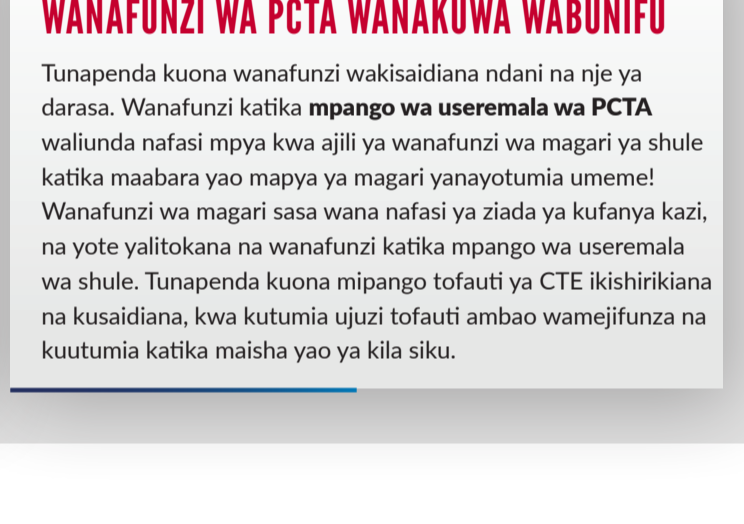 WANAFUNZI WA PCTA WANAKUWA WABUNIFU
Tunapenda kuona wanafunzi wakisaidiana ndani na nje ya
darasa. Wanafunzi katika mpango wa useremala wa PCTA
waliunda nafasi mpya kwa ajili ya wanafunzi wa magari ya shule
katika maabara yao mapya ya magari yanayotumia umeme!
Wanafunzi wa magari sasa wana nafasi ya ziada ya kufanya kazi,
na yote yalitokana na wanafunzi katika mpango wa useremala
wa shule. Tunapenda kuona mipango tofauti ya CTE ikishirikiana
na kusaidiana, kwa kutumia ujuzi tofauti ambao wamejifunza na
kuutumia katika maisha yao ya kila siku.